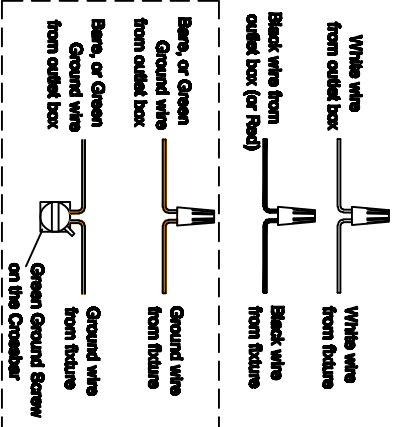 White wire
from outlet box
White wire
from fixture
Black wire from
outlet box (or Red)
Black wire
from fixture
Bare, or Green
Ground wire
from outlet box
Ground wire
from fixture
Bare, or Green
Ground wire
from outlet box
Ground wire
from fixture
Green Ground Screw
on the Crossbar